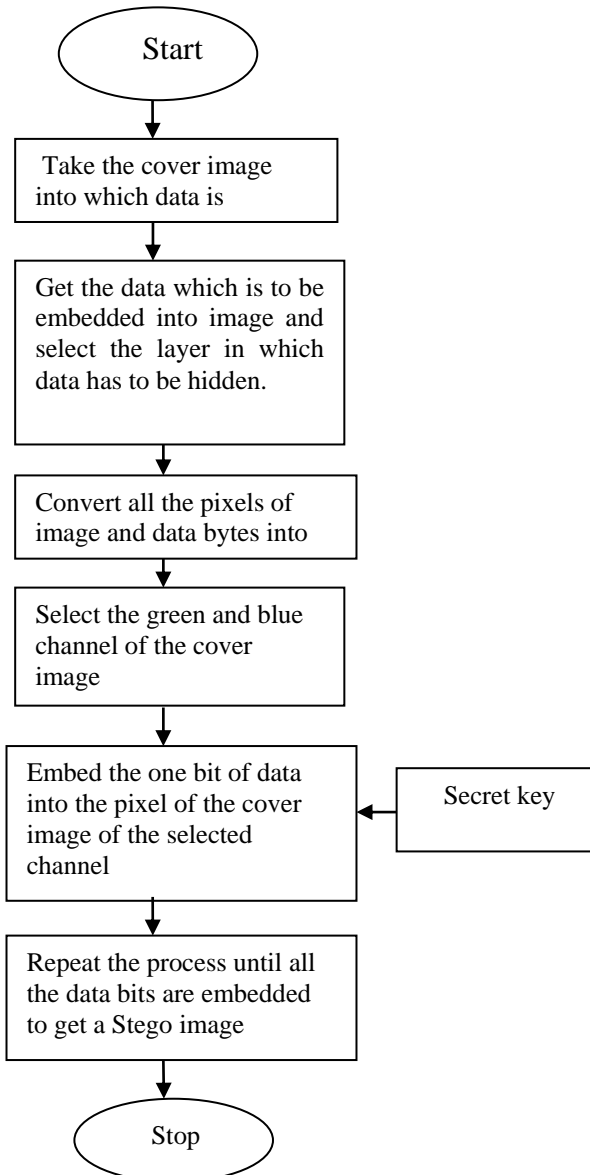 Start
Take the cover image
into which data is
Get the data which is to be
embedded into image and
select the layer in which
data has to be hidden.
Convert all the pixels of
image and data bytes into
Select the green and blue
channel of the cover
image
Embed the one bit of data
into the pixel of the cover
image of the selected
channel
Secret key
Repeat the process until all
the data bits are embedded
to get a Stego image
Stop